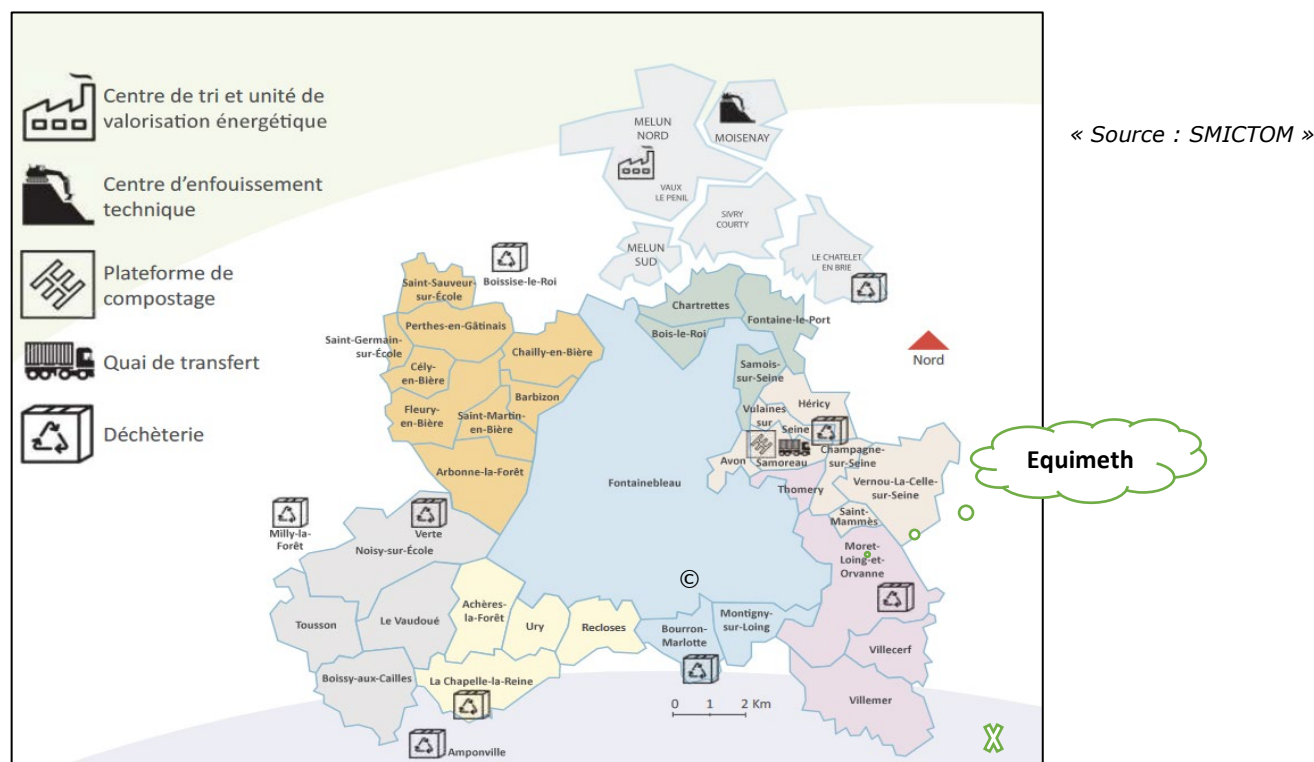 Centre de tri et unité de
valorisation énergétique
Centre d'enfouissement
technique
Plateforme de
compostage
Quai de transfert
Déchèterie
« Source : SMICTOM »
MELUN
NORD
MOISENAY
VAUX
LE PENIL
SIVRY
COURTY
MELUN
SUD
LE CHATELET
EN BRIE
Boissise-le-Roi
Saint-Sauveur-
sur-École
Perthes-en-Gâtinais
Saint-Germain-
sur-École
Chailly-en-Bière
Cély-
en-Bière
Barbizon
Fleury-
en-Bière
Saint-Martin-
en-Bière
Arbonne-la-Forêt
Chartrettes
Bois-le-Roi
Fontaine-le-Port
Nord
Samois-
sur-Seine
Héricy
Vulaines
sur
Seine
Avon
Samoreau
Champagne-
sur-Seine
Thomery
Vernou-La-Celle-
sur-Seine
Saint-
Mammès
Equimeth
Fontainebleau
Moret-
Loing-et-
Orvanne
Milly-la-
Forêt
Verte
Noisy-sur-École
©
Tousson
Le Vaudoué
Achères-
la-Forêt
Ury
Recloses
Bourron-
Marlotte
Montigny-
sur-Loing
Villecerf
Boissy-aux-Cailles
La Chapelle-la-Reine
Villemer
0 1 2 Km
Amponville